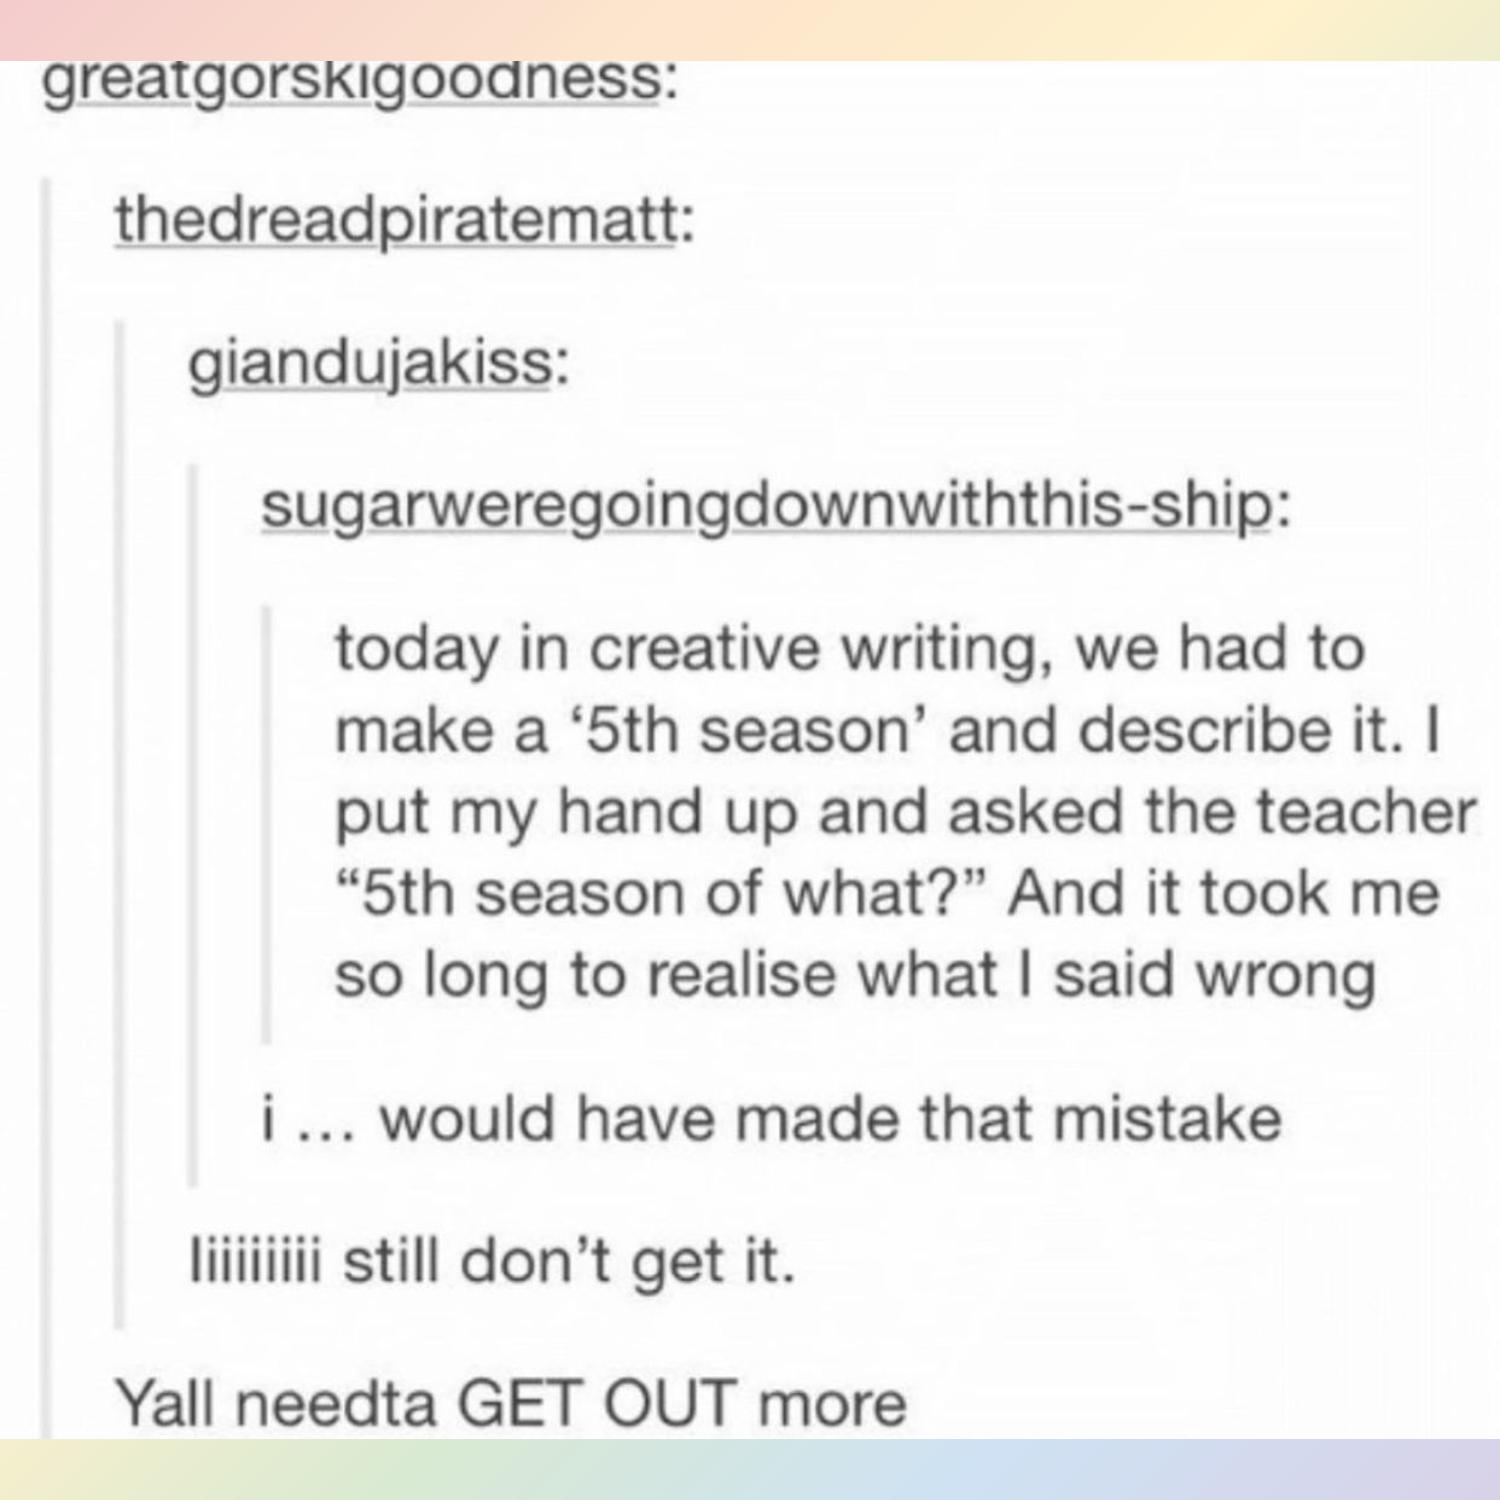 greatgorskigoodness:
thedreadpiratematt:
giandujakiss:
sugarweregoingdownwiththis-ship:
today in creative writing, we had to
make a ‘5th season’ and describe it. I
put my hand up and asked the teacher
“5th season of what?” And it took me
so long to realise what I said wrong
i ... would have made that mistake
Iiiiiiiiii still don’t get it.
Yall needta GET OUT more